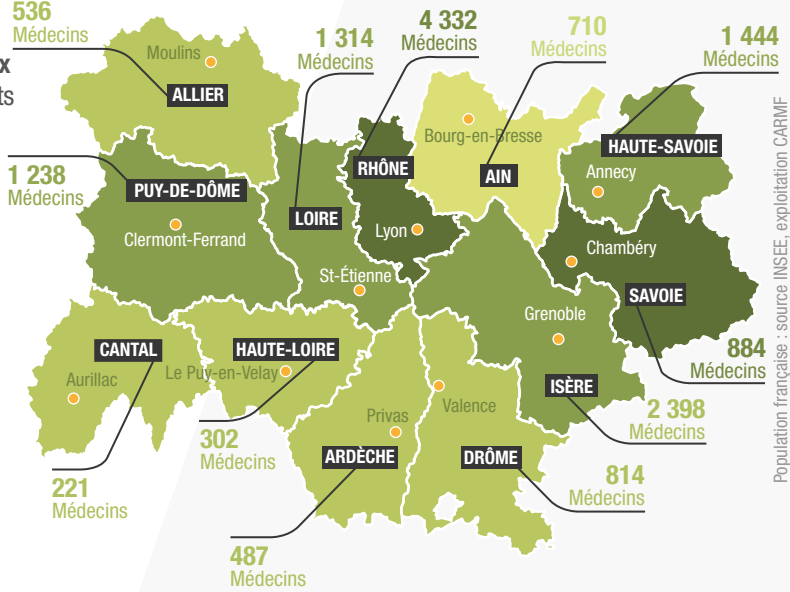 536
Médecins
x
ts
Moulins
ALLIER
1 314
Médecins
4 332
Médecins
710
Médecins
1 444
Médecins
Bourg-en-Bresse
HAUTE-SAVOIE
RHÔNE
AIN
Annecy
1 238
Médecins
PUY-DE-DÔME
LOIRE
Clermont-Ferrand
Lyon
Chambéry
St-Étienne
SAVOIE
Grenoble
CANTAL
HAUTE-LOIRE
884
Médecins
Aurillac
Le Puy-en-Velay
ISÈRE
Privas
Valence
2 398
Médecins
302
Médecins
ARDÈCHE
DRÔME
221
Médecins
814
Médecins
487
Médecins
Population française : source INSEE, exploitation CARMF